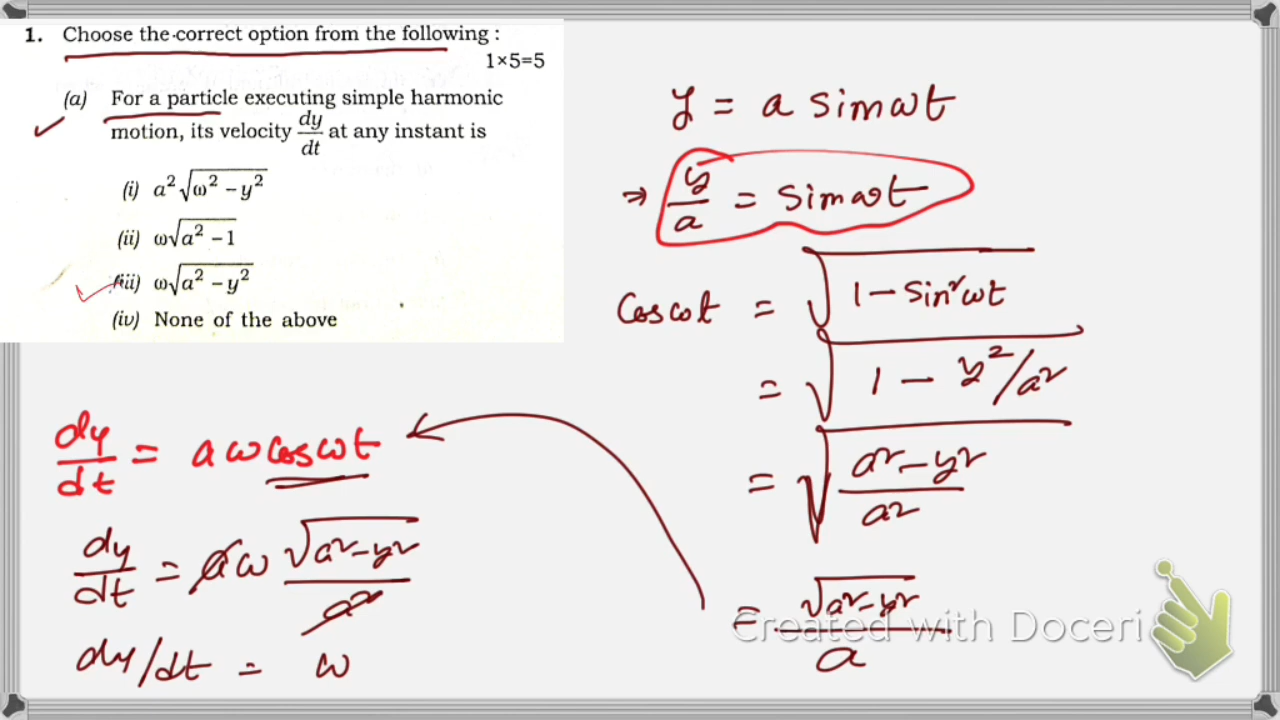 1. Choose the correct option from the following :
1×5=5
(a) For a particle executing simple harmonic
motion, its velocity dy/dt at any instant is
(i) a²√(ω² – y²)
(ii) ω√(a² – 1)
(iii) ω√(a² – y²)
(iv) None of the above
dy/dt = aω cosωt
dy/dt = aω √(a²–y²)/a²
dy/dt = ω
y = a sinωt
⇒ y/a = sinωt
Cosωt = √(1 – sin²ωt)
= √(1 – y²/a²)
= √((a²–y²)/a²)
= √(a²–y²)/a
Created with Doceri